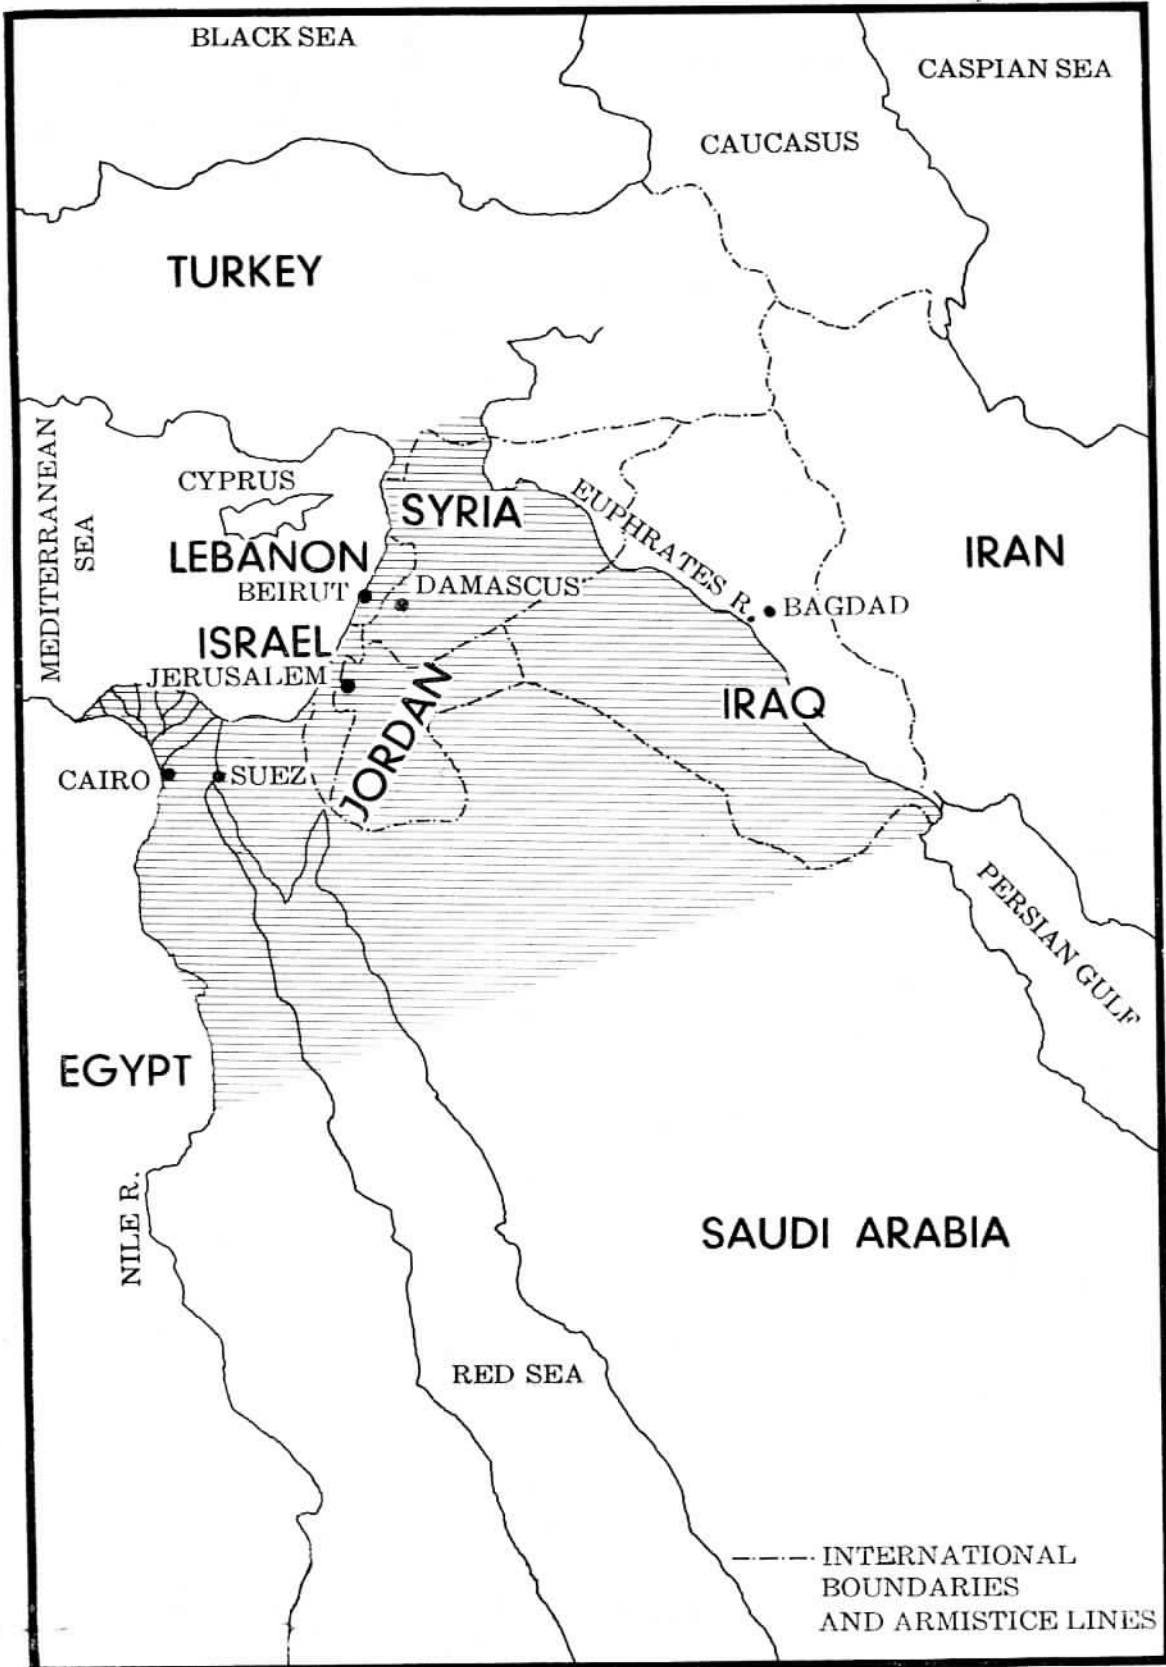 BLACK SEA
CASPIAN SEA
CAUCASUS
TURKEY
MEDITERRANEAN
SEA
CYPRUS
SYRIA
EUPHRATES R.
LEBANON
BEIRUT
DAMASCUS
IRAN
BAGDAD
ISRAEL
JERUSALEM
JORDAN
IRAQ
CAIRO
SUEZ
PERSIAN GULF
EGYPT
NILE R.
SAUDI ARABIA
RED SEA
INTERNATIONAL
BOUNDARIES
AND ARMISTICE LINES